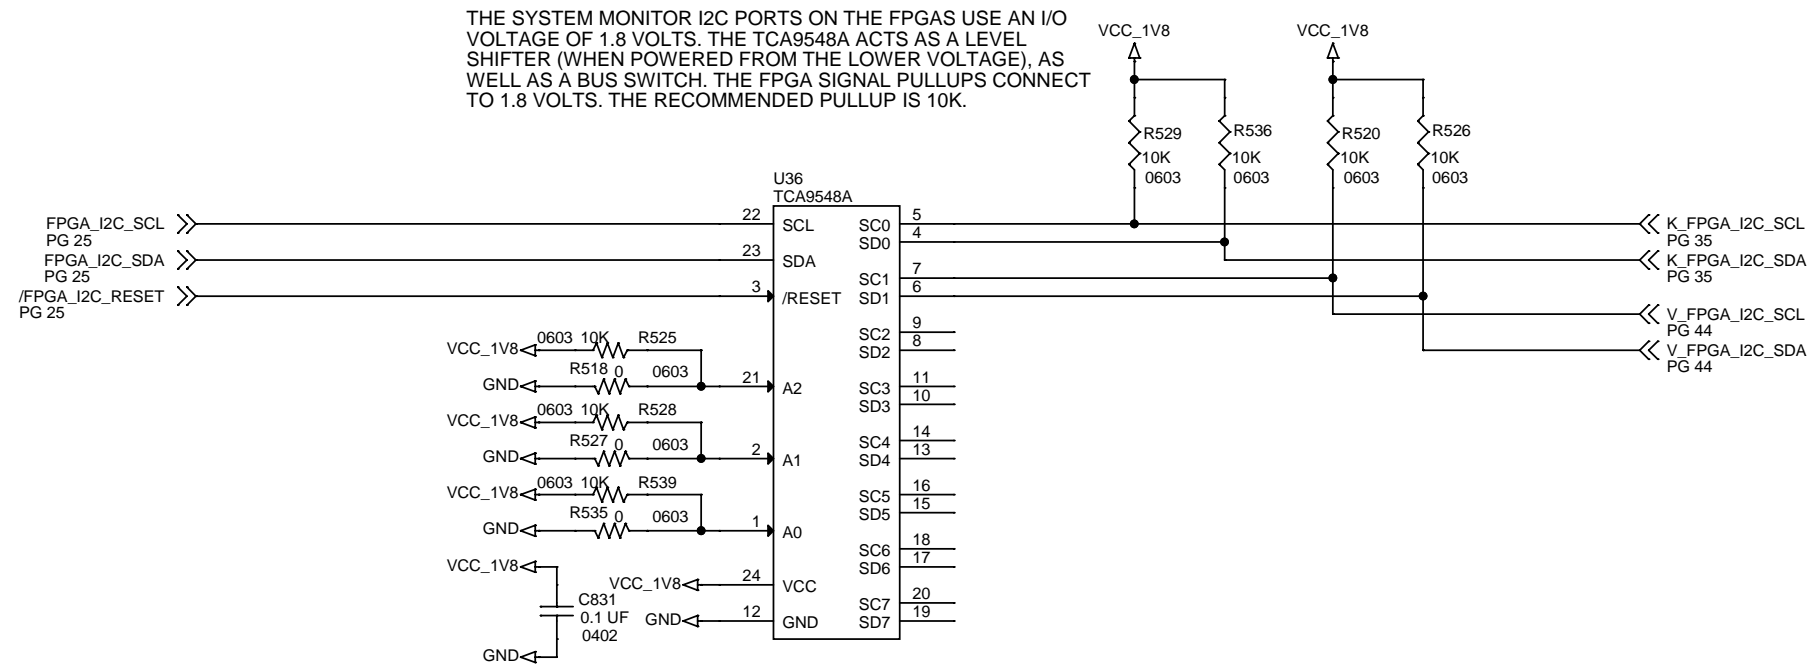 THE SYSTEM MONITOR I2C PORTS ON THE FPGAS USE AN I/O
VOLTAGE OF 1.8 VOLTS. THE TCA9548A ACTS AS A LEVEL
SHIFTER (WHEN POWERED FROM THE LOWER VOLTAGE), AS
WELL AS A BUS SWITCH. THE FPGA SIGNAL PULLUPS CONNECT
TO 1.8 VOLTS. THE RECOMMENDED PULLUP IS 10K.
VCC_1V8
VCC_1V8
R529
10K
0603
R536
10K
0603
R520
10K
0603
R526
10K
0603
U36
TCA9548A
FPGA_I2C_SCL
PG 25
FPGA_I2C_SDA
PG 25
/FPGA_I2C_RESET
PG 25
22 SCL
23 SDA
3 /RESET
VCC_1V8 0603 10K R525
GND R518 0 0603
21 A2
VCC_1V8 0603 10K R528
GND R527 0 0603
2 A1
VCC_1V8 0603 10K R539
GND R535 0 0603
1 A0
VCC_1V8
C831
0.1 UF
0402
GND
VCC_1V8 24 VCC
GND 12 GND
SC0 5
SD0 4
SC1 7
SD1 6
SC2 9
SD2 8
SC3 11
SD3 10
SC4 14
SD4 13
SC5 16
SD5 15
SC6 18
SD6 17
SC7 20
SD7 19
K_FPGA_I2C_SCL
PG 35
K_FPGA_I2C_SDA
PG 35
V_FPGA_I2C_SCL
PG 44
V_FPGA_I2C_SDA
PG 44